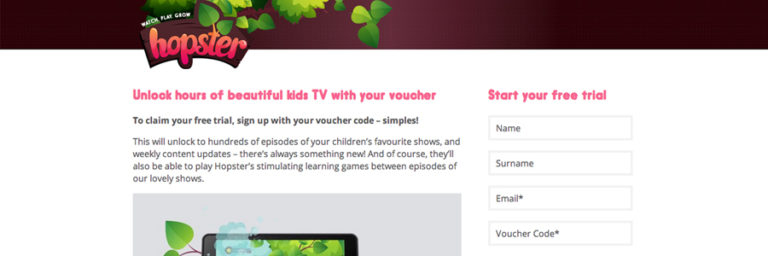 WATCH PLAY GROW
hopster
Unlock hours of beautiful kids TV with your voucher
To claim your free trial, sign up with your voucher code – simples!
This will unlock to hundreds of episodes of your children's favourite shows, and
weekly content updates – there's always something new! And of course, they'll
also be able to play Hopster's stimulating learning games between episodes of
our lovely shows.
Start your free trial
Name
Surname
Email*
Voucher Code*